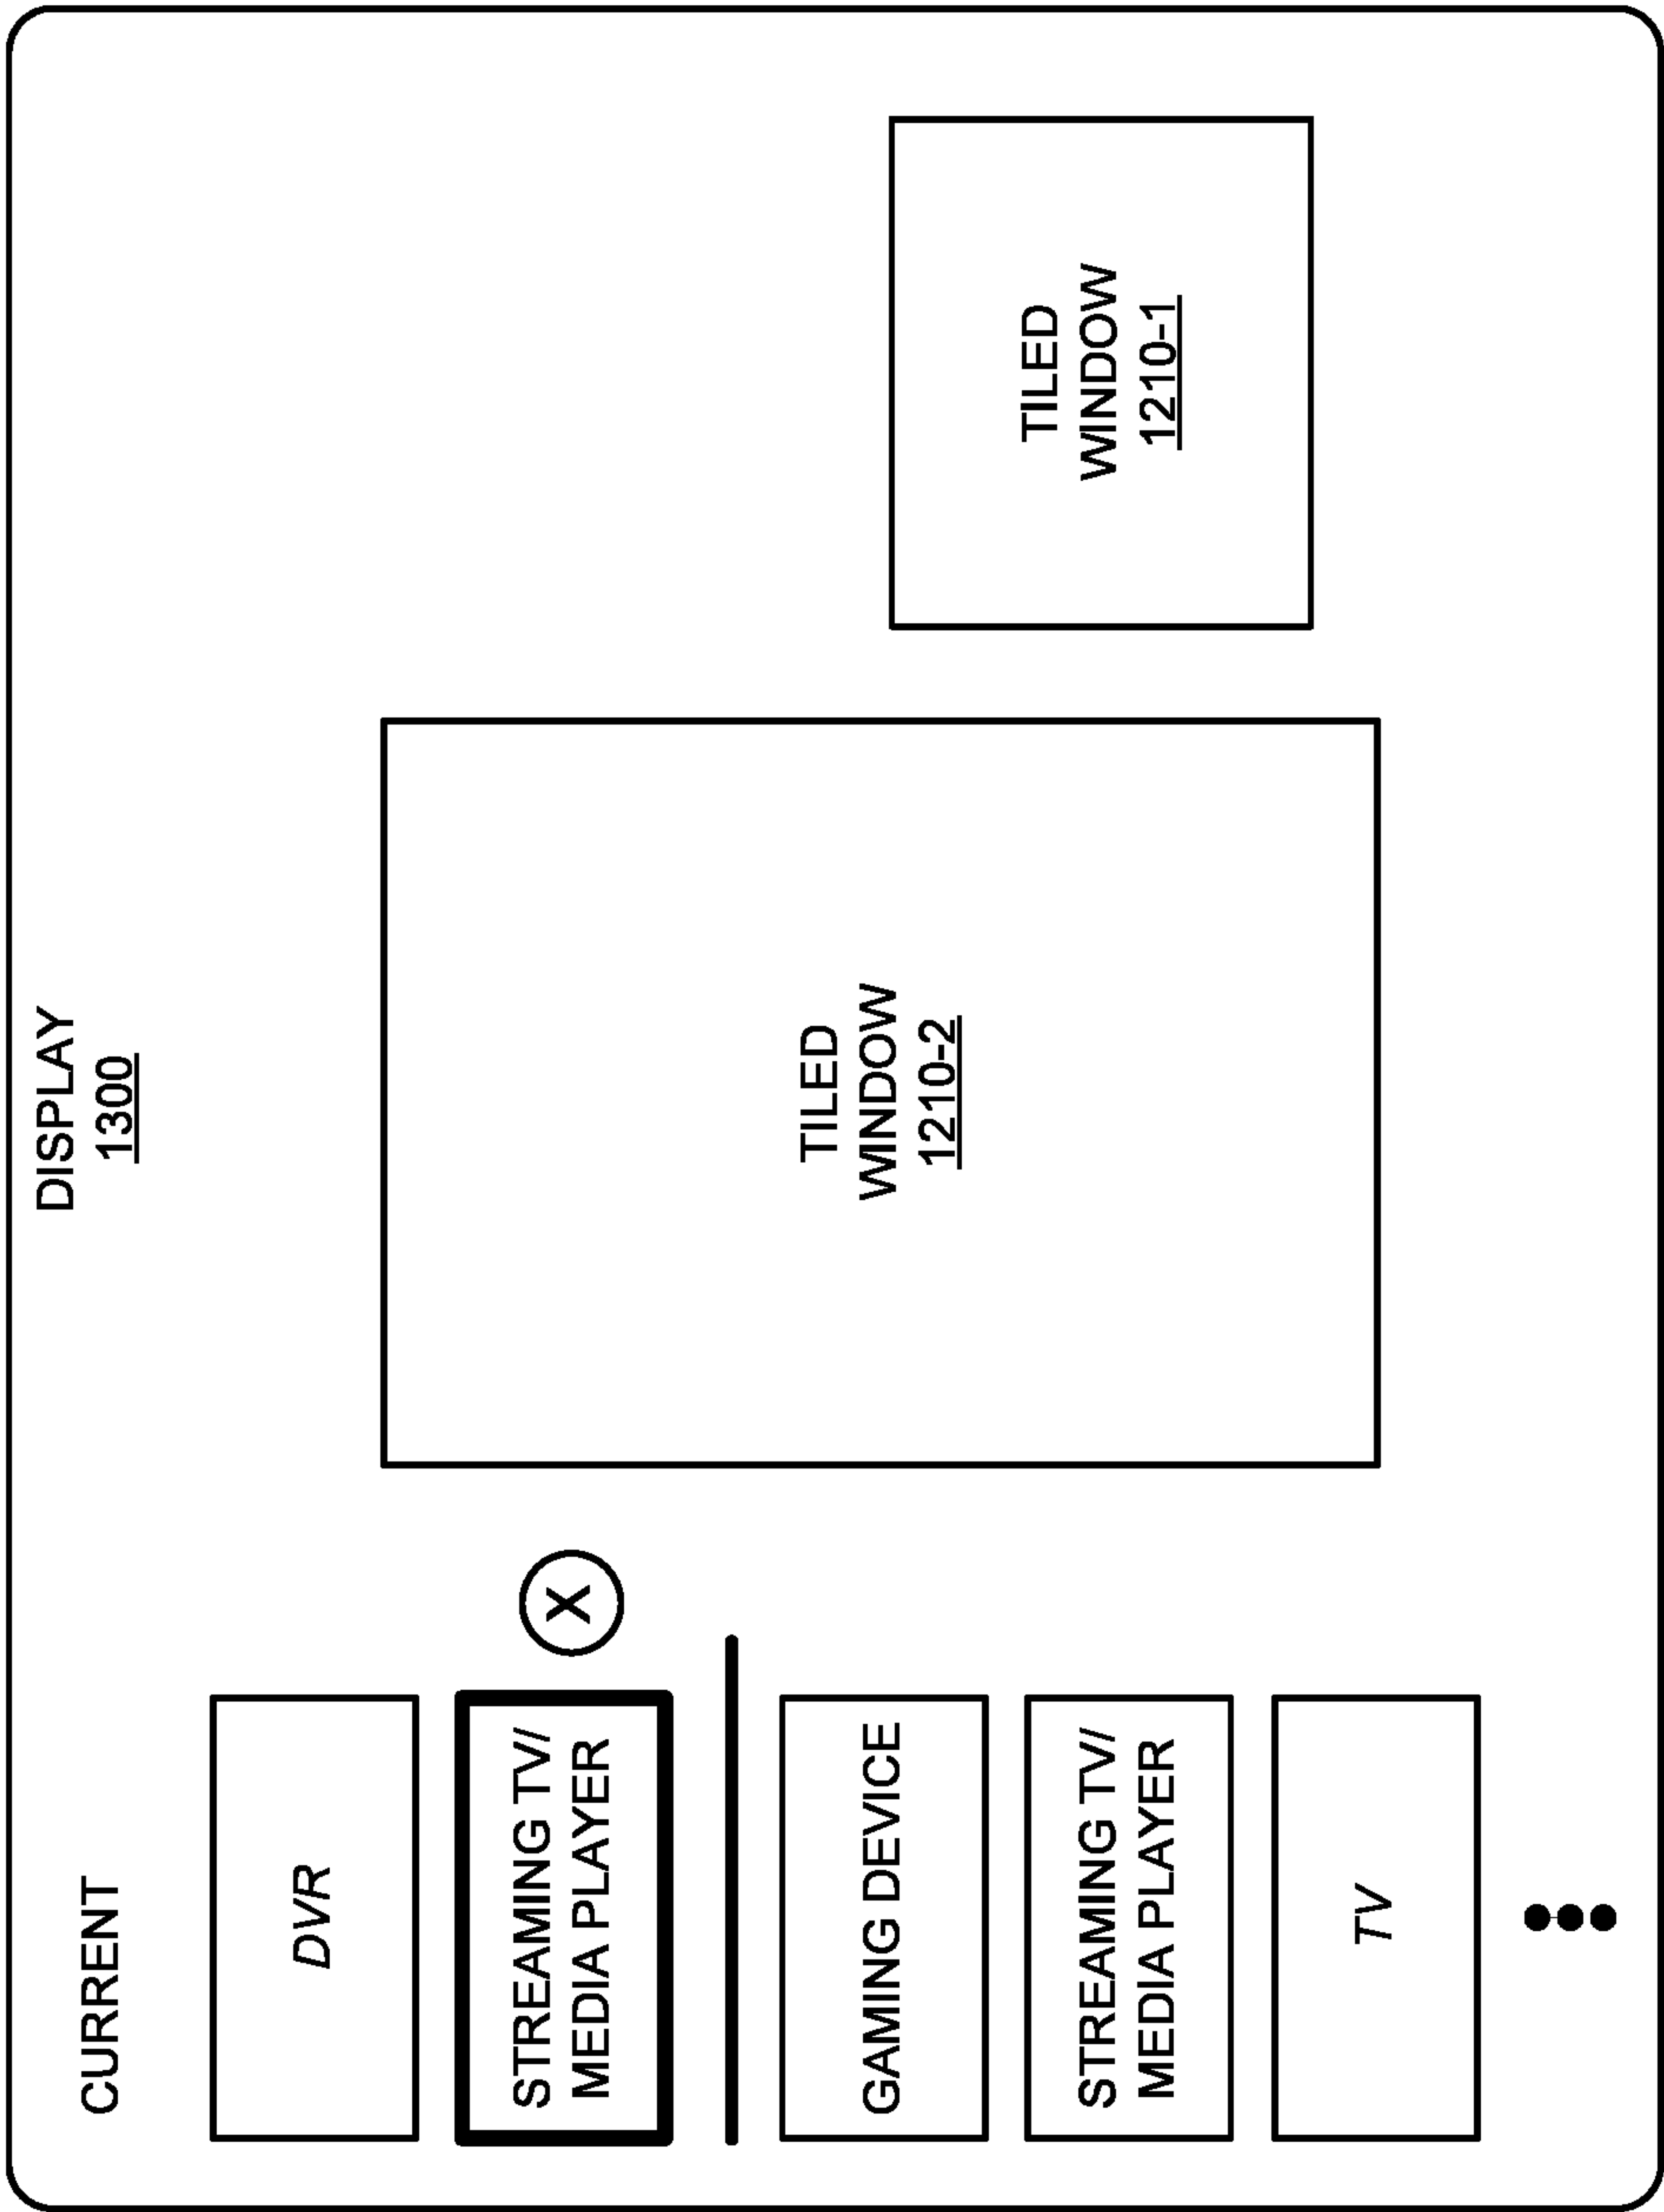 DISPLAY
1300
CURRENT
DVR
STREAMING TV/
MEDIA PLAYER
X
GAMING DEVICE
STREAMING TV/
MEDIA PLAYER
TV
TILED
WINDOW
1210-2
TILED
WINDOW
1210-1